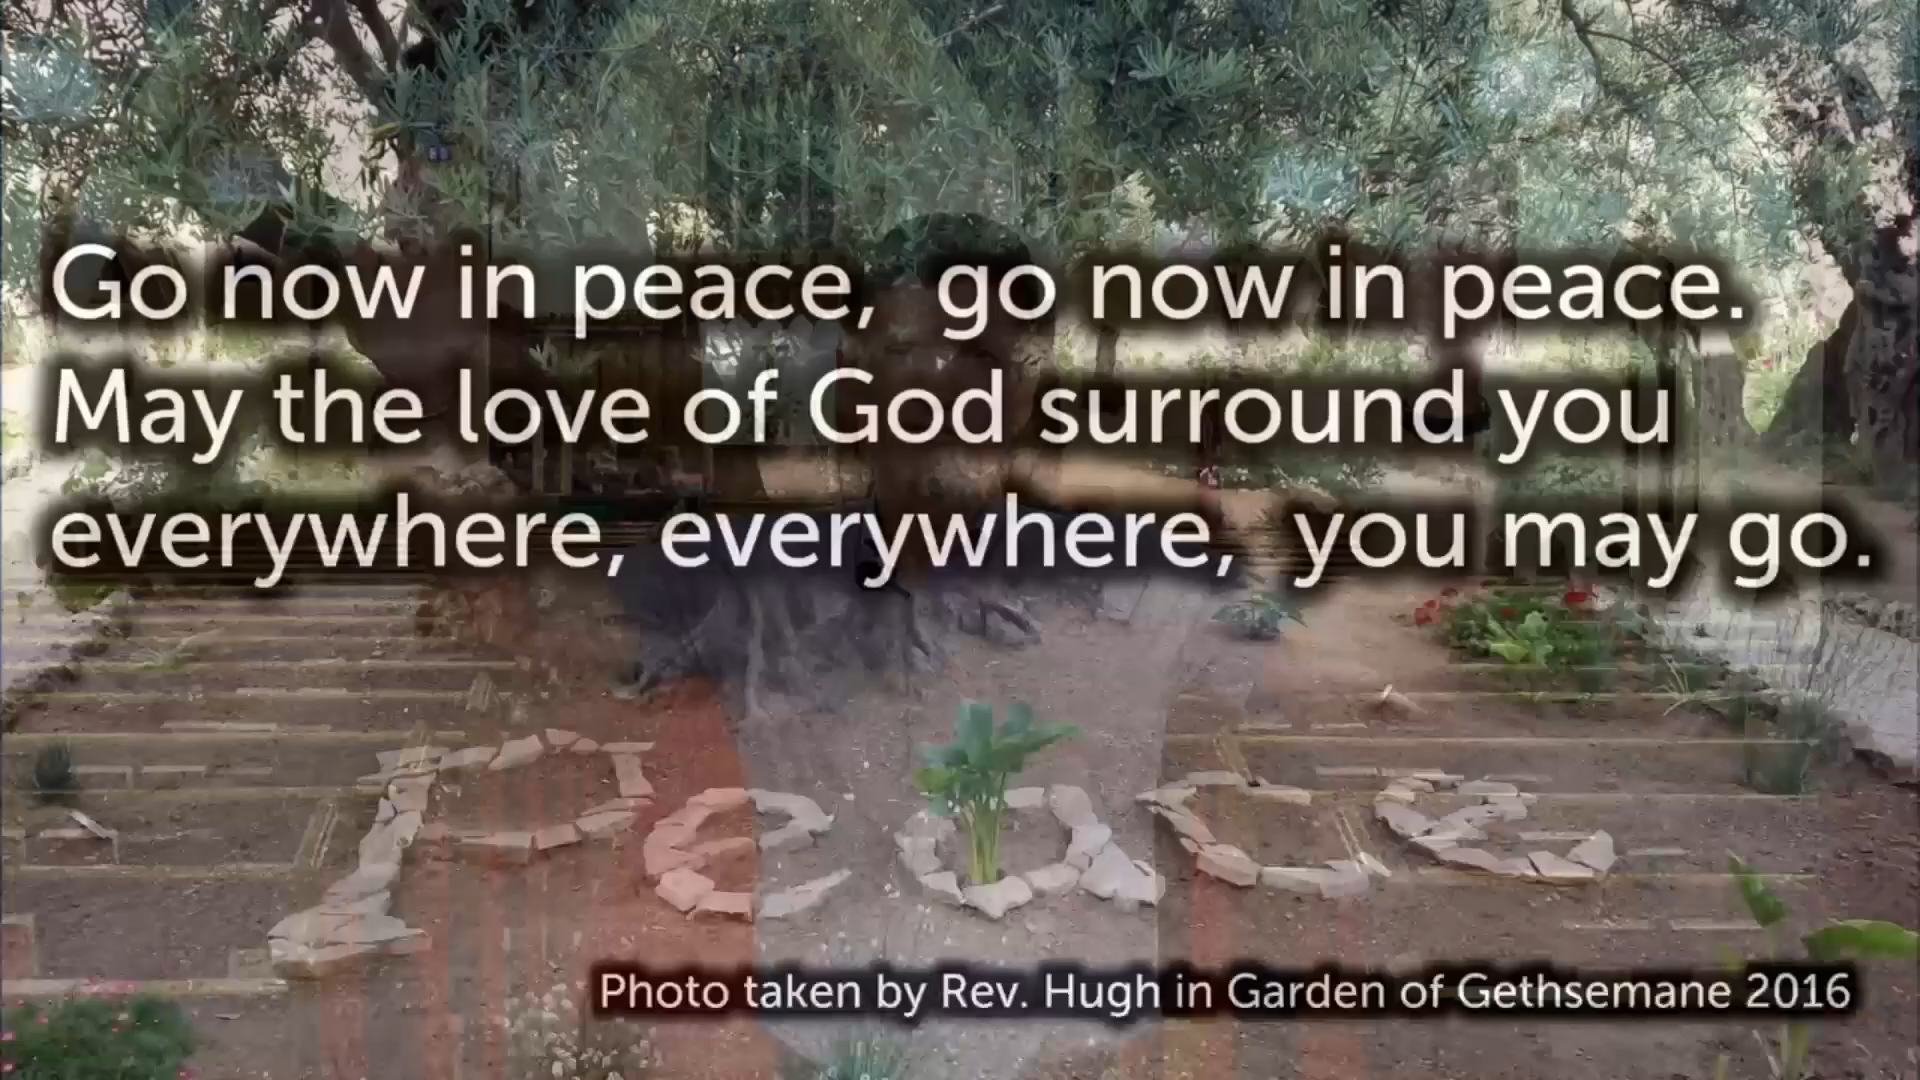 Go now in peace, go now in peace.
May the love of God surround you
everywhere, everywhere, you may go.
Peace
Photo taken by Rev. Hugh in Garden of Gethsemane 2016